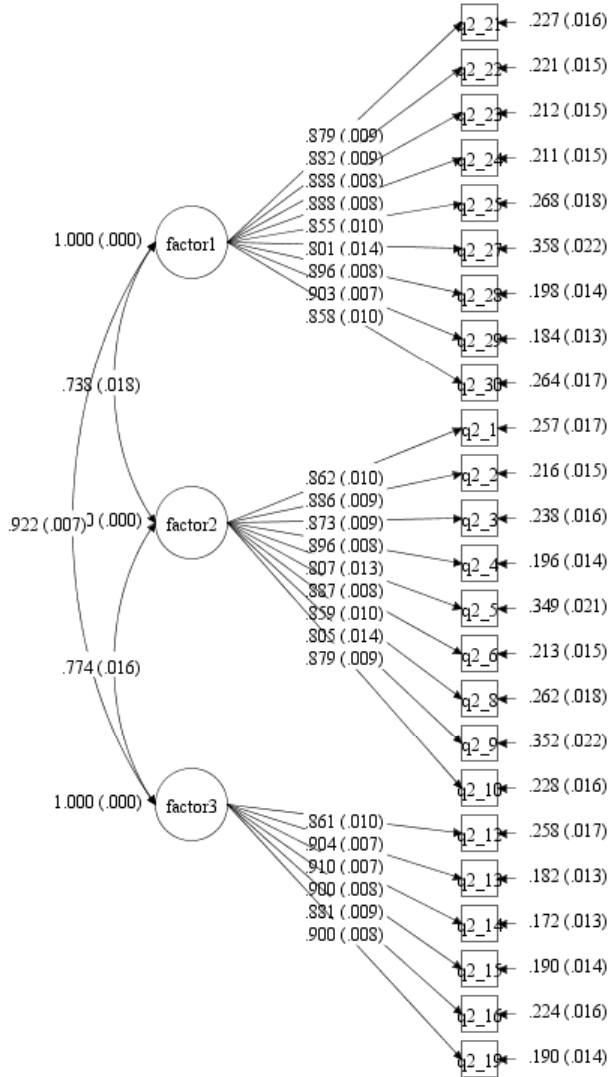 q2_21 .227 (.016)
q2_22 .221 (.015)
q2_23 .212 (.015)
q2_24 .211 (.015)
q2_25 .268 (.018)
q2_27 .358 (.022)
q2_28 .198 (.014)
q2_29 .184 (.013)
q2_30 .264 (.017)
.879 (.009)
.882 (.009)
.888 (.008)
.888 (.008)
.855 (.010)
.801 (.014)
.896 (.008)
.903 (.007)
.858 (.010)
1.000 (.000) factor1
.738 (.018)
q2_1 .257 (.017)
q2_2 .216 (.015)
q2_3 .238 (.016)
q2_4 .196 (.014)
q2_5 .349 (.021)
q2_6 .213 (.015)
q2_8 .262 (.018)
q2_9 .352 (.022)
q2_10 .228 (.016)
.862 (.010)
.886 (.009)
.873 (.009)
.896 (.008)
.807 (.013)
.887 (.008)
.859 (.010)
.805 (.014)
.879 (.009)
.922 (.007) 0 (.000) factor2
.774 (.016)
1.000 (.000) factor3
.861 (.010)
.904 (.007)
.910 (.007)
.900 (.008)
.881 (.009)
.900 (.008)
q2_12 .258 (.017)
q2_13 .182 (.013)
q2_14 .172 (.013)
q2_15 .190 (.014)
q2_16 .224 (.016)
q2_19 .190 (.014)